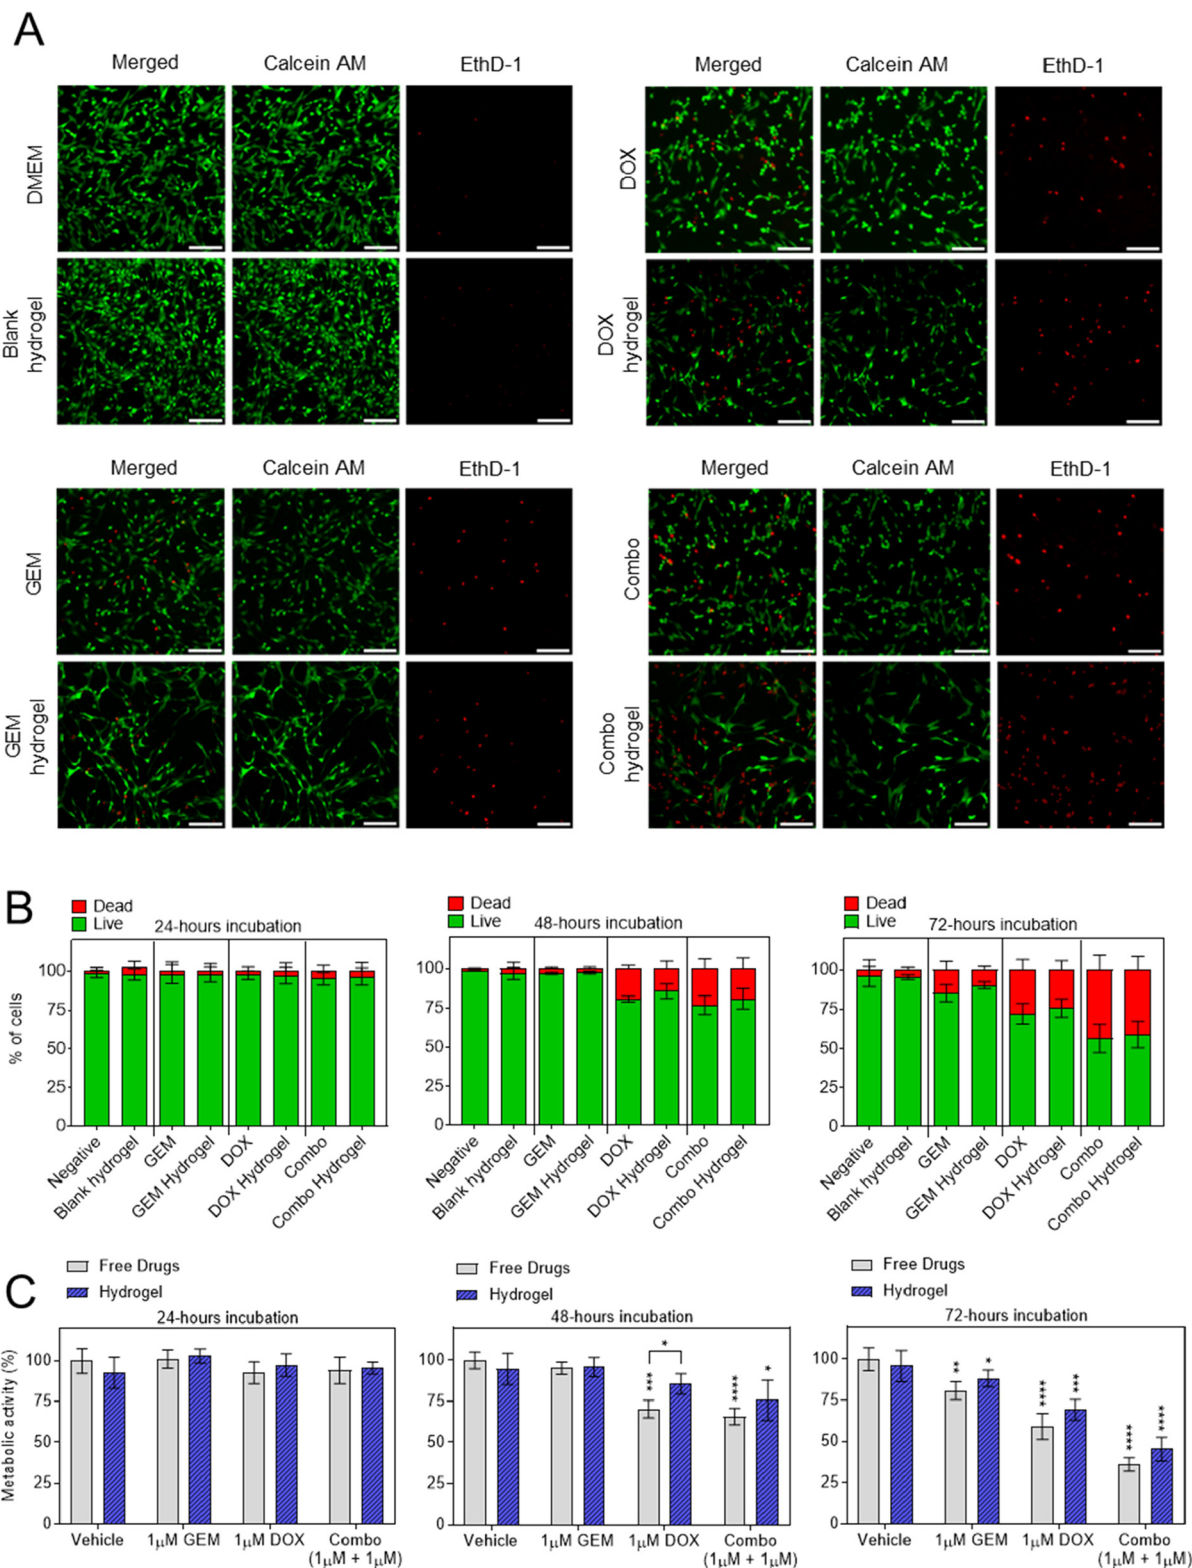 A
Merged Calcein AM EthD-1
Merged Calcein AM EthD-1
DMEM
Blank
hydrogel
DOX
DOX
hydrogel
Merged Calcein AM EthD-1
Merged Calcein AM EthD-1
GEM
GEM
hydrogel
Combo
Combo
hydrogel
B
Dead
Live
24-hours incubation
% of cells
100
75
50
25
0
Negative
Blank hydrogel
GEM
GEM Hydrogel
DOX
DOX Hydrogel
Combo
Combo Hydrogel
Dead
Live
48-hours incubation
100
75
50
25
0
Negative
Blank hydrogel
GEM
GEM Hydrogel
DOX
DOX Hydrogel
Combo
Combo Hydrogel
Dead
Live
72-hours incubation
100
75
50
25
0
Negative
Blank hydrogel
GEM
GEM Hydrogel
DOX
DOX Hydrogel
Combo
Combo Hydrogel
C
Free Drugs
Hydrogel
24-hours incubation
Metabolic activity (%)
100
75
50
25
0
Vehicle 1μM GEM 1μM DOX Combo
(1μM + 1μM)
Free Drugs
Hydrogel
48-hours incubation
100
75
50
25
0
*
***
****
*
Vehicle 1μM GEM 1μM DOX Combo
(1μM + 1μM)
Free Drugs
Hydrogel
72-hours incubation
100
75
50
25
0
**
*
****
***
****
****
Vehicle 1μM GEM 1μM DOX Combo
(1μM + 1μM)